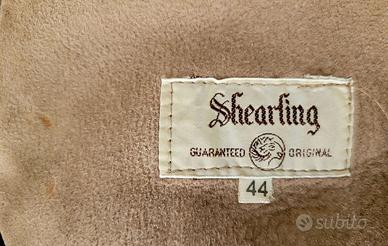 Shearling
GUARANTEED ORIGINAL
44
subito